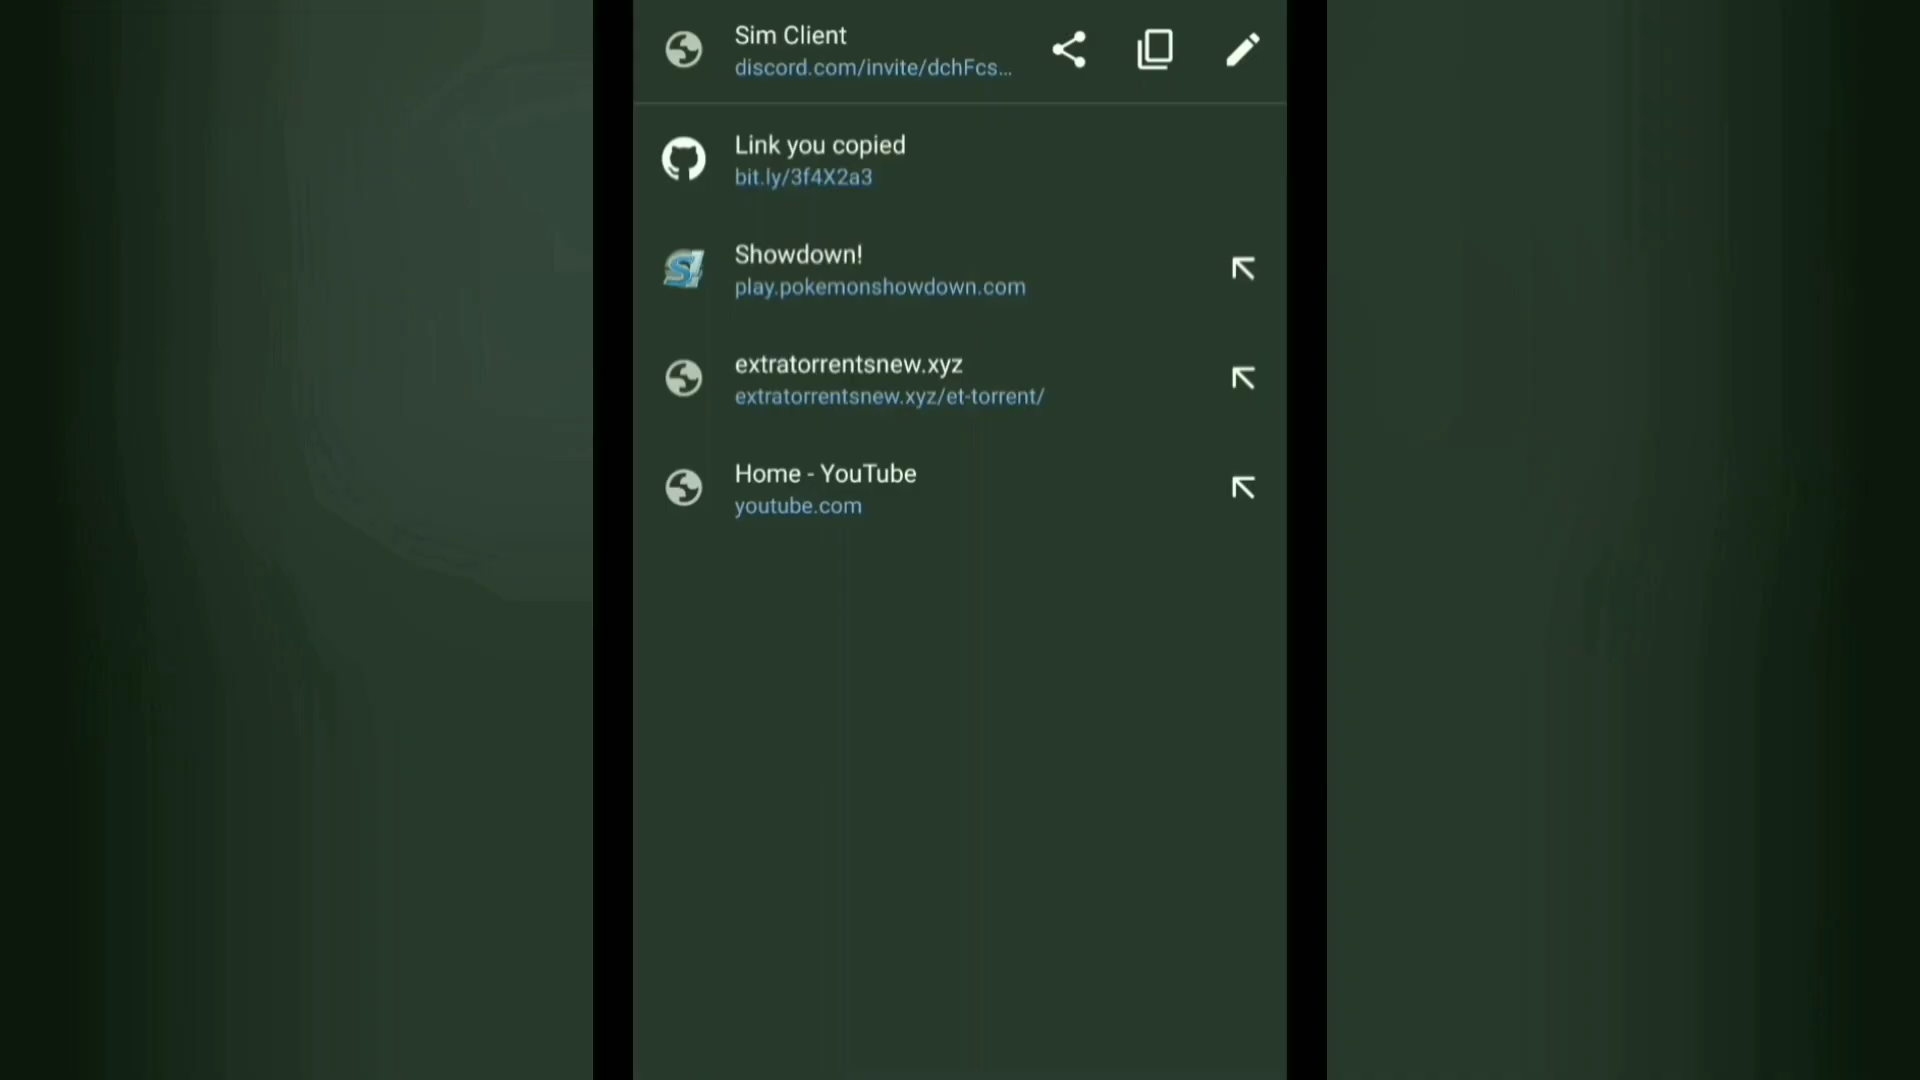 Sim Client
discord.com/invite/dchFcs...
Link you copied
bit.ly/3f4X2a3
Showdown!
play.pokemonshowdown.com
extratorrentsnew.xyz
extratorrentsnew.xyz/et-torrent/
Home - YouTube
youtube.com